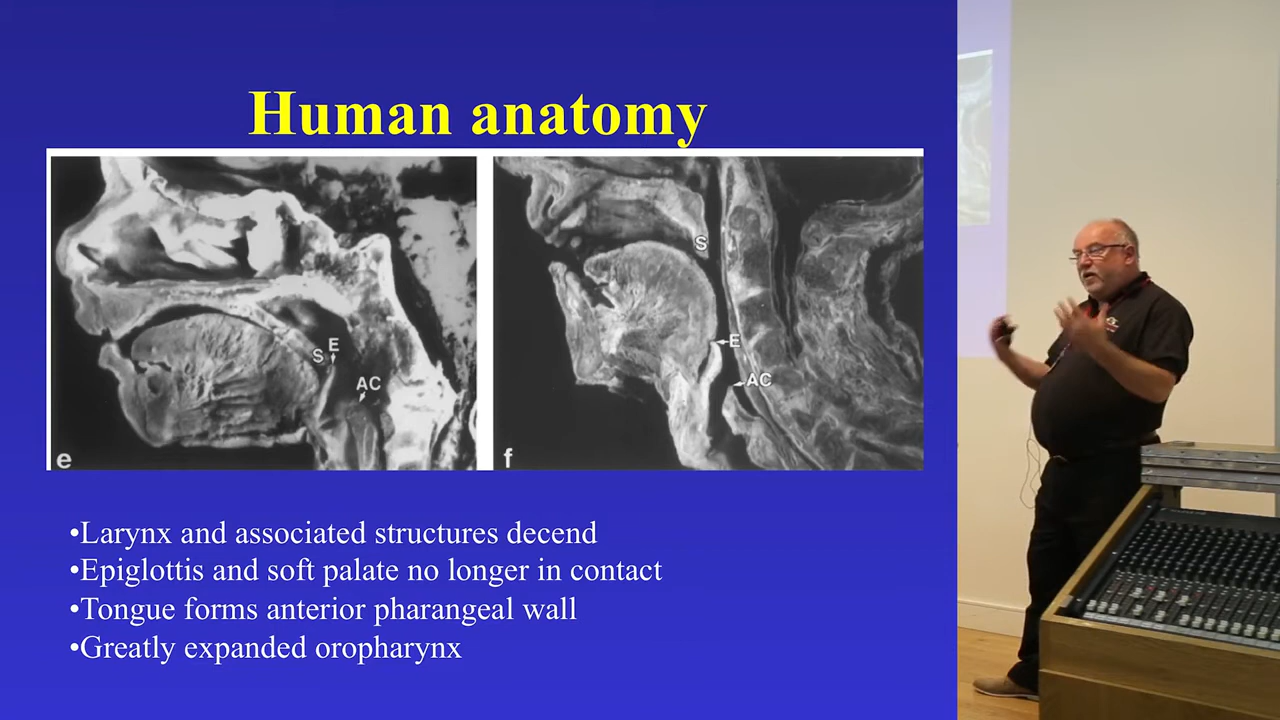 Human anatomy
S
E
AC
e
S
E
AC
f
•Larynx and associated structures decend
•Epiglottis and soft palate no longer in contact
•Tongue forms anterior pharangeal wall
•Greatly expanded oropharynx